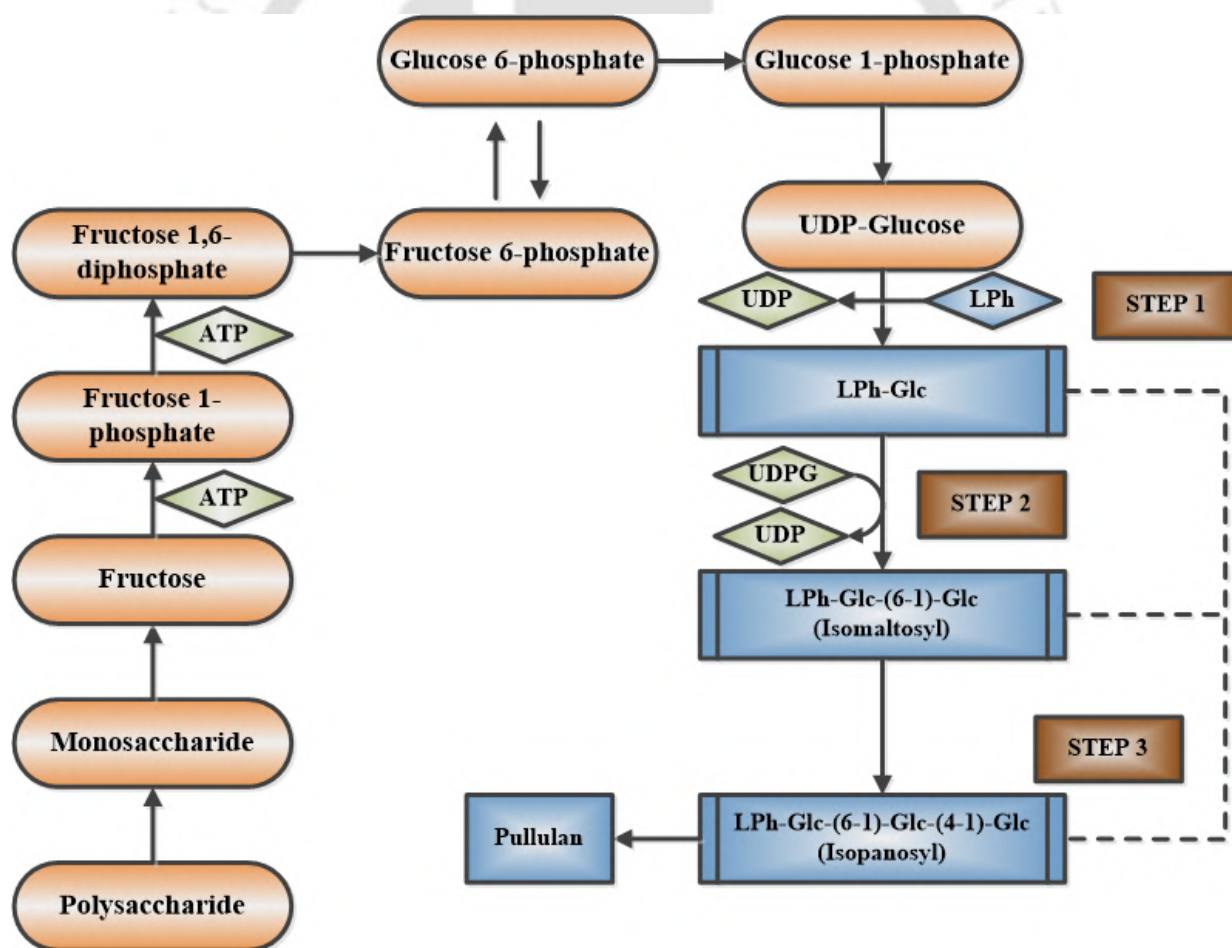 Glucose 6-phosphate
Glucose 1-phosphate
Fructose 1,6-
diphosphate
Fructose 6-phosphate
UDP-Glucose
UDP
LPh
STEP 1
ATP
Fructose 1-
phosphate
LPh-Glc
ATP
UDPG
STEP 2
UDP
Fructose
LPh-Glc-(6-1)-Glc
(Isomaltosyl)
Monosaccharide
STEP 3
Pullulan
LPh-Glc-(6-1)-Glc-(4-1)-Glc
(Isopanosyl)
Polysaccharide